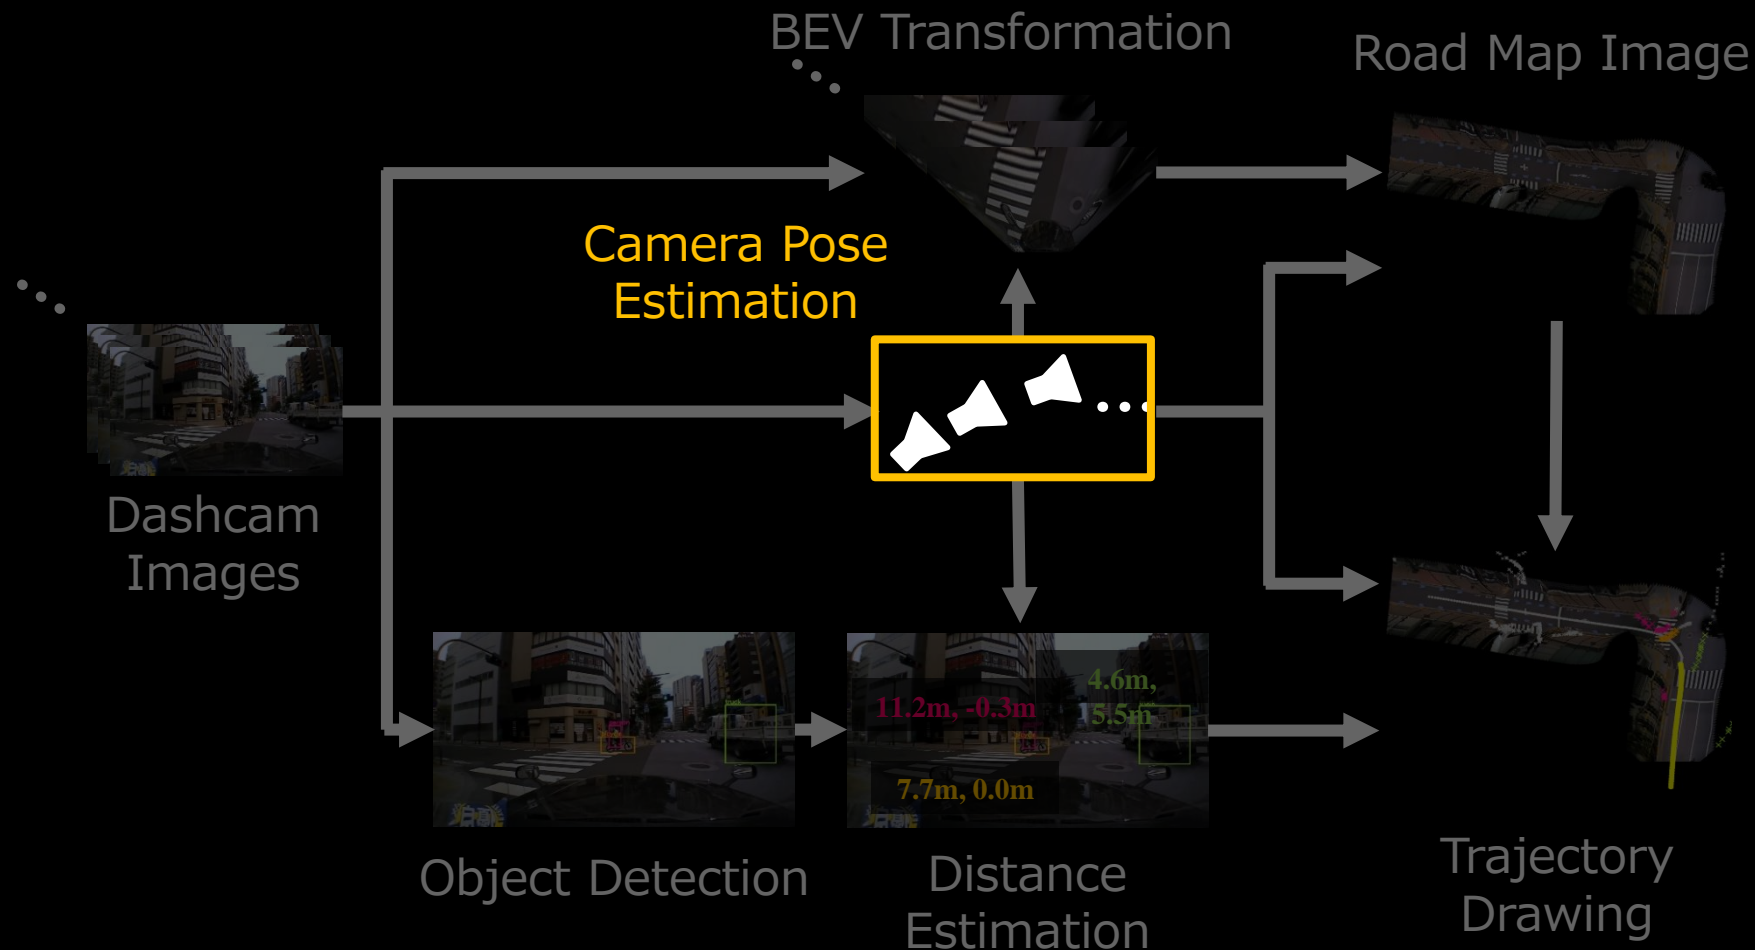 BEV Transformation
Road Map Image
Camera Pose
Estimation
Dashcam
Images
4.6m,
11.2m, -0.3m
5.5m
7.7m, 0.0m
Object Detection
Distance
Estimation
Trajectory
Drawing